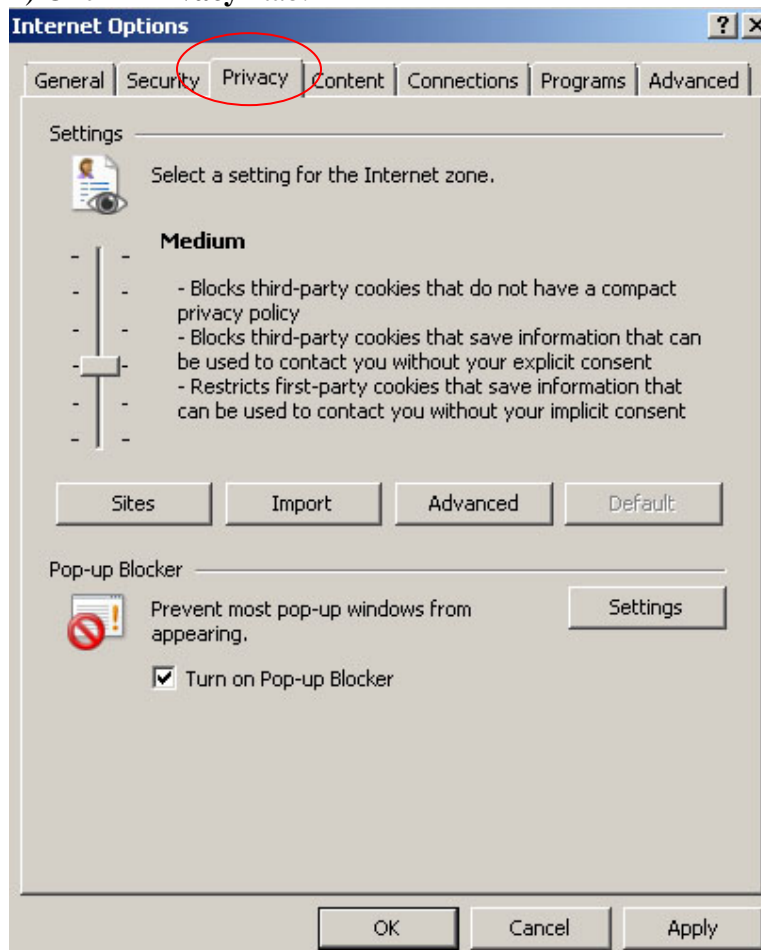 Internet Options
General Security Privacy Content Connections Programs Advanced
Settings
Select a setting for the Internet zone.
Medium
- Blocks third-party cookies that do not have a compact
privacy policy
- Blocks third-party cookies that save information that can
be used to contact you without your explicit consent
- Restricts first-party cookies that save information that
can be used to contact you without your implicit consent
Sites Import Advanced Default
Pop-up Blocker
Prevent most pop-up windows from Settings
appearing.
Turn on Pop-up Blocker
OK Cancel Apply